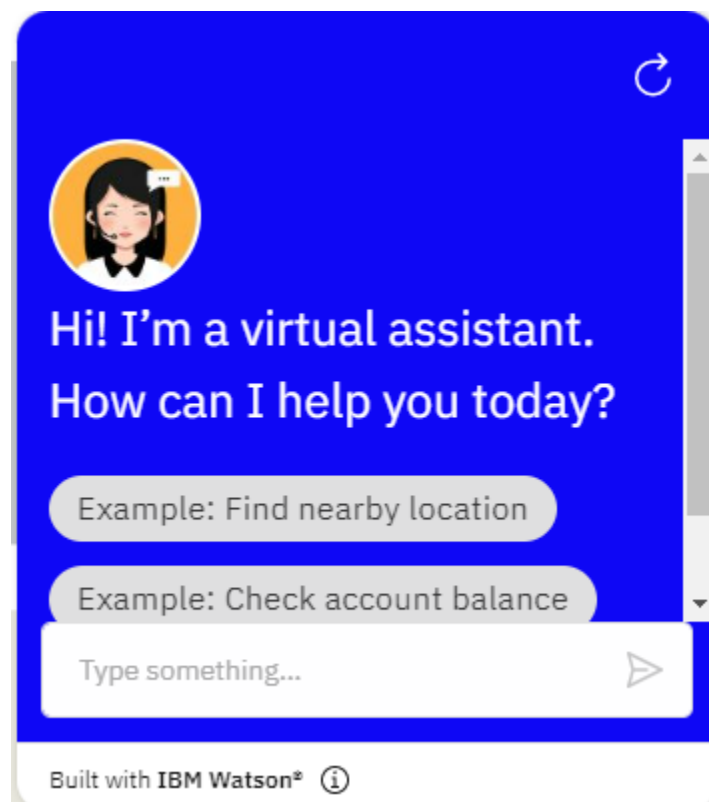 Hi! I’m a virtual assistant.
How can I help you today?
Example: Find nearby location
Example: Check account balance
Type something...
Built with IBM Watson®